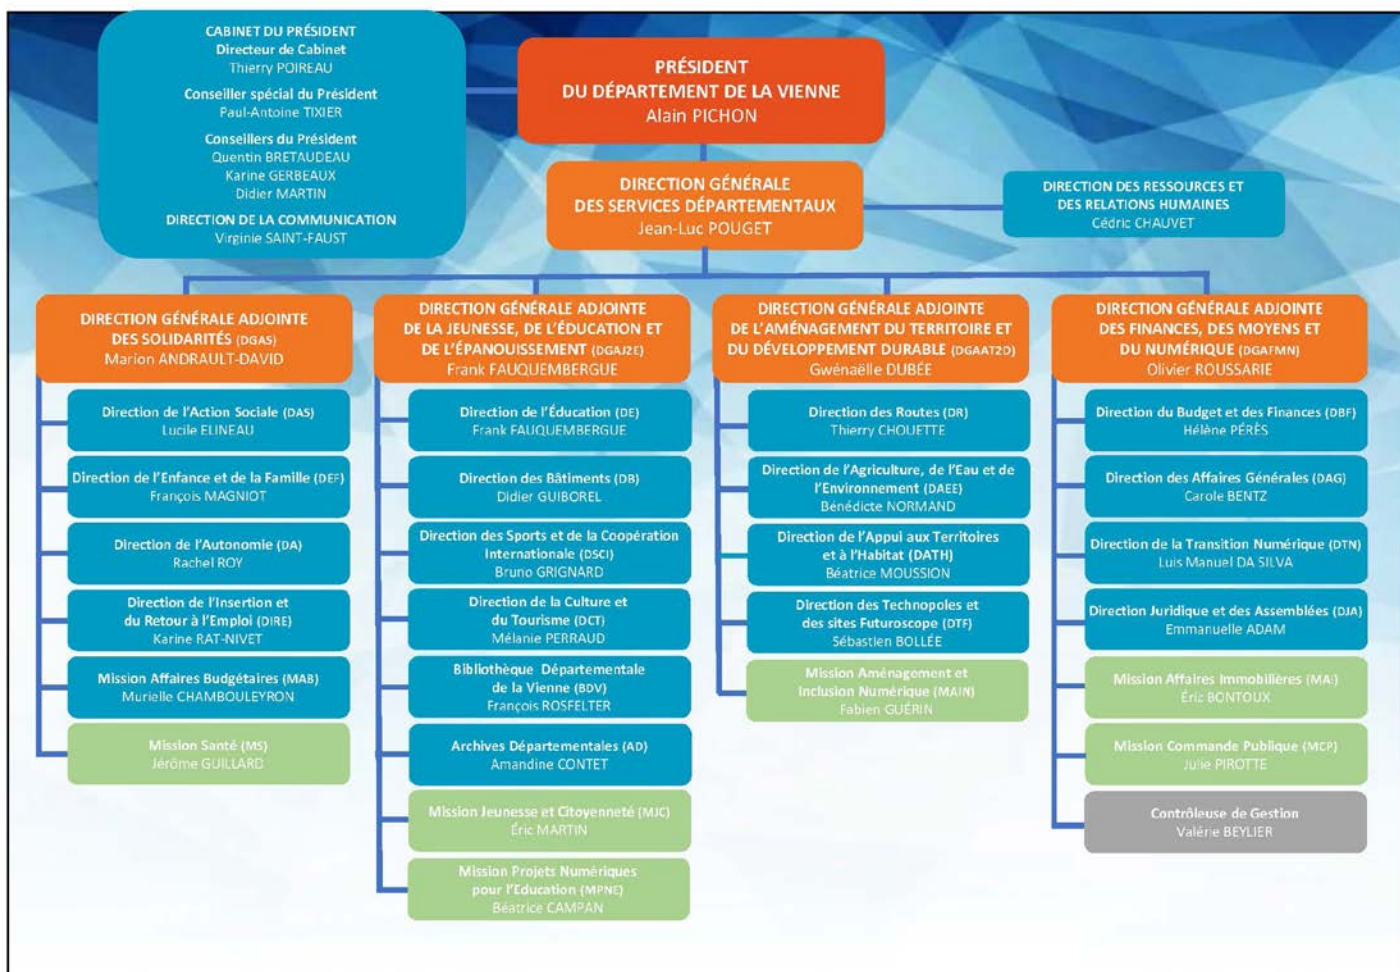 CABINET DU PRÉSIDENT
Directeur de Cabinet
Thierry POIREAU
Conseiller spécial du Président
Paul-Antoine TIXIER
Conseillers du Président
Quentin BRETAUDEAU
Karine GERBEAUX
Didier MARTIN
DIRECTION DE LA COMMUNICATION
Virginie SAINT-FAUST
PRÉSIDENT
DU DÉPARTEMENT DE LA VIENNE
Alain PICHON
DIRECTION GÉNÉRALE
DES SERVICES DÉPARTEMENTAUX
Jean-Luc POUGET
DIRECTION DES RESSOURCES ET
DES RELATIONS HUMAINES
Cédric CHAUVET
DIRECTION GÉNÉRALE ADJOINTE
DES SOLIDARITÉS (DGAS)
Marion ANDRAULT-DAVID
Direction de l'Action Sociale (DAS)
Lucile ELINEAU
Direction de l'Enfance et de la Famille (DEF)
François MAGNIOT
Direction de l'Autonomie (DA)
Rachel ROY
Direction de l'Insertion et
du Retour à l'Emploi (DIRE)
Karine RAT-NIVET
Mission Affaires Budgétaires (MAB)
Murielle CHAMBOULEYRON
Mission Santé (MS)
Jérôme GUILLARD
DIRECTION GÉNÉRALE ADJOINTE
DE LA JEUNESSE, DE L'ÉDUCATION ET
DE L'ÉPANOUISSEMENT (DGAJ2E)
Frank FAUQUEMBERGUE
Direction de l'Éducation (DE)
Frank FAUQUEMBERGUE
Direction des Bâtiments (DB)
Didier GUIBOREL
Direction des Sports et de la Coopération
Internationale (DSCI)
Bruno GRIGNARD
Direction de la Culture et
du Tourisme (DCT)
Mélanie PERRAUD
Bibliothèque Départementale
de la Vienne (BDV)
François ROSFELTER
Archives Départementales (AD)
Amandine CONTET
Mission Jeunesse et Citoyenneté (MJC)
Éric MARTIN
Mission Projets Numériques
pour l'Education (MPNE)
Béatrice CAMPAN
DIRECTION GÉNÉRALE ADJOINTE
DE L'AMÉNAGEMENT DU TERRITOIRE ET
DU DÉVELOPPEMENT DURABLE (DGAAT2D)
Gwénaëlle DUBÉE
Direction des Routes (DR)
Thierry CHOUETTE
Direction de l'Agriculture, de l'Eau et de
l'Environnement (DAEE)
Bénédicte NORMAND
Direction de l'Appui aux Territoires
et à l'Habitat (DATH)
Béatrice MOUSSION
Direction des Technopoles et
des sites Futuroscope (DTF)
Sébastien BOLLÉE
Mission Aménagement et
Inclusion Numérique (MAIN)
Fabien GUÉRIN
DIRECTION GÉNÉRALE ADJOINTE
DES FINANCES, DES MOYENS ET
DU NUMÉRIQUE (DGAFMN)
Olivier ROUSSARIE
Direction du Budget et des Finances (DBF)
Hélène PÉRÈS
Direction des Affaires Générales (DAG)
Carole BENTZ
Direction de la Transition Numérique (DTN)
Luis Manuel DA SILVA
Direction Juridique et des Assemblées (DJA)
Emmanuelle ADAM
Mission Affaires Immobilières (MAI)
Éric BONTOUX
Mission Commande Publique (MCP)
Julie PIROTTE
Contrôleuse de Gestion
Valérie BEYLIER